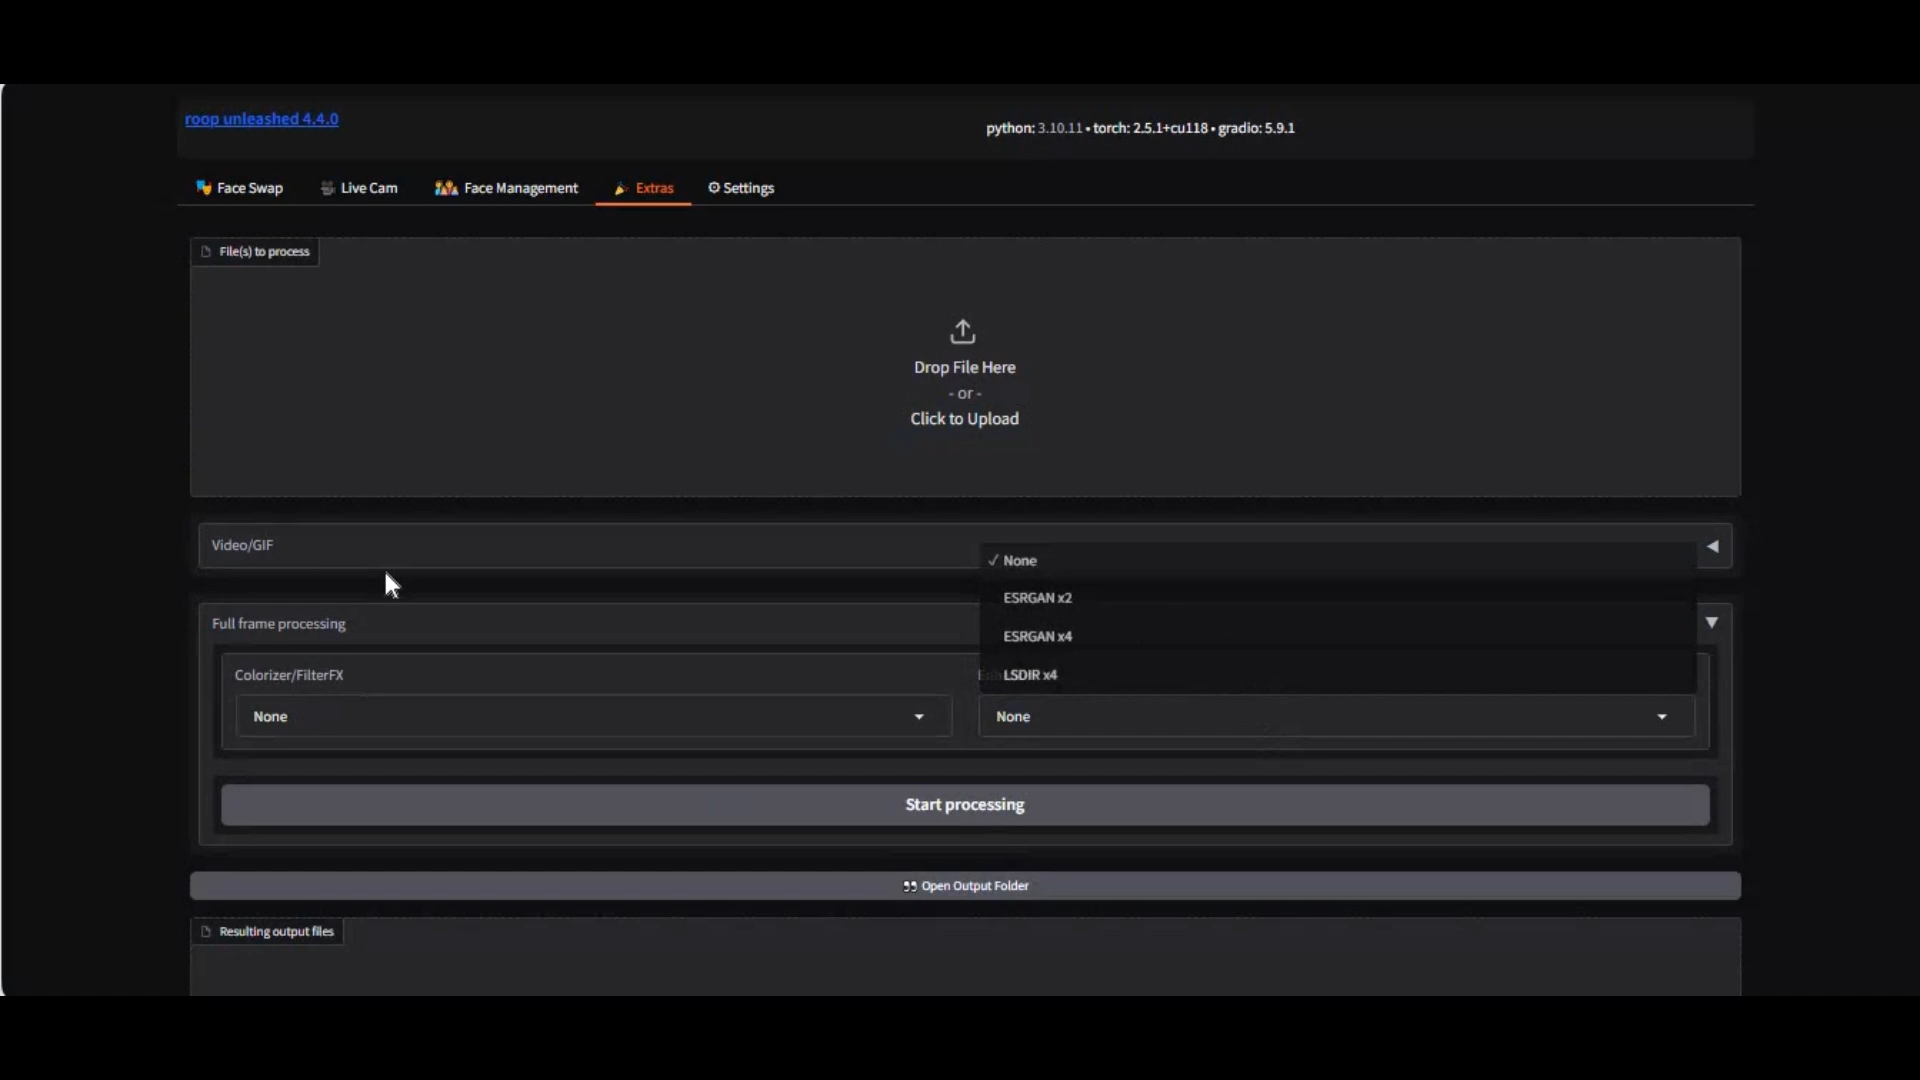 roop unleashed 4.4.0
python: 3.10.11 • torch: 2.5.1+cu118 • gradio: 5.9.1
Face Swap
Live Cam
Face Management
Extras
Settings
File(s) to process
Drop File Here
- or -
Click to Upload
Video/GIF
✓ None
ESRGAN x2
ESRGAN x4
LSDIR x4
Full frame processing
Colorizer/FilterFX
None
None
Start processing
Open Output Folder
Resulting output files